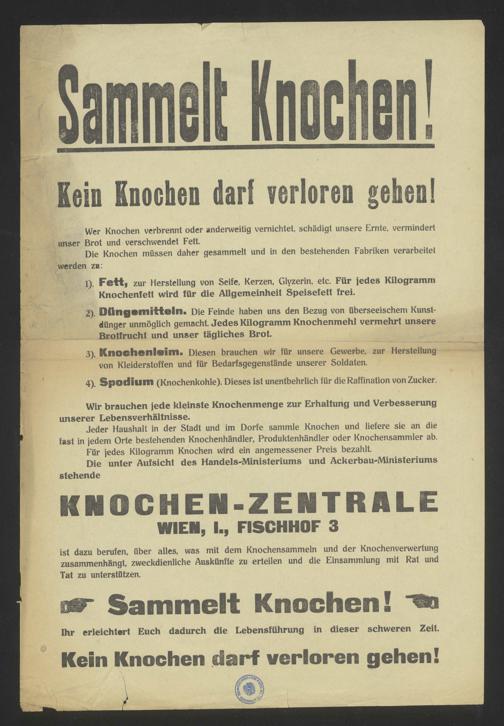 Sammelt Knochen!
Kein Knochen darf verloren gehen!
Wer Knochen verbrennt oder anderweitig vernichtet, schädigt unsere Ernte, vermindert
unser Brot und verschwendet Fett.
Die Knochen müssen daher gesammelt und in den bestehenden Fabriken verarbeitet
werden zu:
1). Fett, zur Herstellung von Seife, Kerzen, Glyzerin, etc. Für jedes Kilogramm
Knochenfett wird für die Allgemeinheit Speisefett frei.
2). Düngemitteln. Die Feinde haben uns den Bezug von überseeischem Kunst-
dünger unmöglich gemacht. Jedes Kilogramm Knochenmehl vermehrt unsere
Brotfrucht und unser tägliches Brot.
3). Knochenleim. Diesen brauchen wir für unsere Gewerbe, zur Herstellung
von Kleiderstoffen und für Bedarfsgegenstände unserer Soldaten.
4). Spodium (Knochenkohle). Dieses ist unentbehrlich für die Raffination von Zucker.
Wir brauchen jede kleinste Knochenmenge zur Erhaltung und Verbesserung
unserer Lebensverhältnisse.
Jeder Haushalt in der Stadt und im Dorfe sammle Knochen und liefere sie an die
fast in jedem Orte bestehenden Knochenhändler, Produktenhändler oder Knochensammler ab.
Für jedes Kilogramm Knochen wird ein angemessener Preis bezahlt.
Die unter Aufsicht des Handels-Ministeriums und Ackerbau-Ministeriums
stehende
KNOCHEN-ZENTRALE
WIEN, I., FISCHHOF 3
ist dazu berufen, über alles, was mit dem Knochensammeln und der Knochenverwertung
zusammenhängt, zweckdienliche Auskünfte zu erteilen und die Einsammlung mit Rat und
Tat zu unterstützen.
Sammelt Knochen!
Ihr erleichtert Euch dadurch die Lebensführung in dieser schweren Zeit.
Kein Knochen darf verloren gehen!